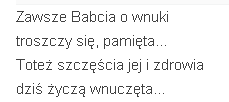 Zawsze Babcia o wnuki
troszczy się, pamięta...
Toteż szczęścia jej i zdrowia
dziś życzą wnuczęta...